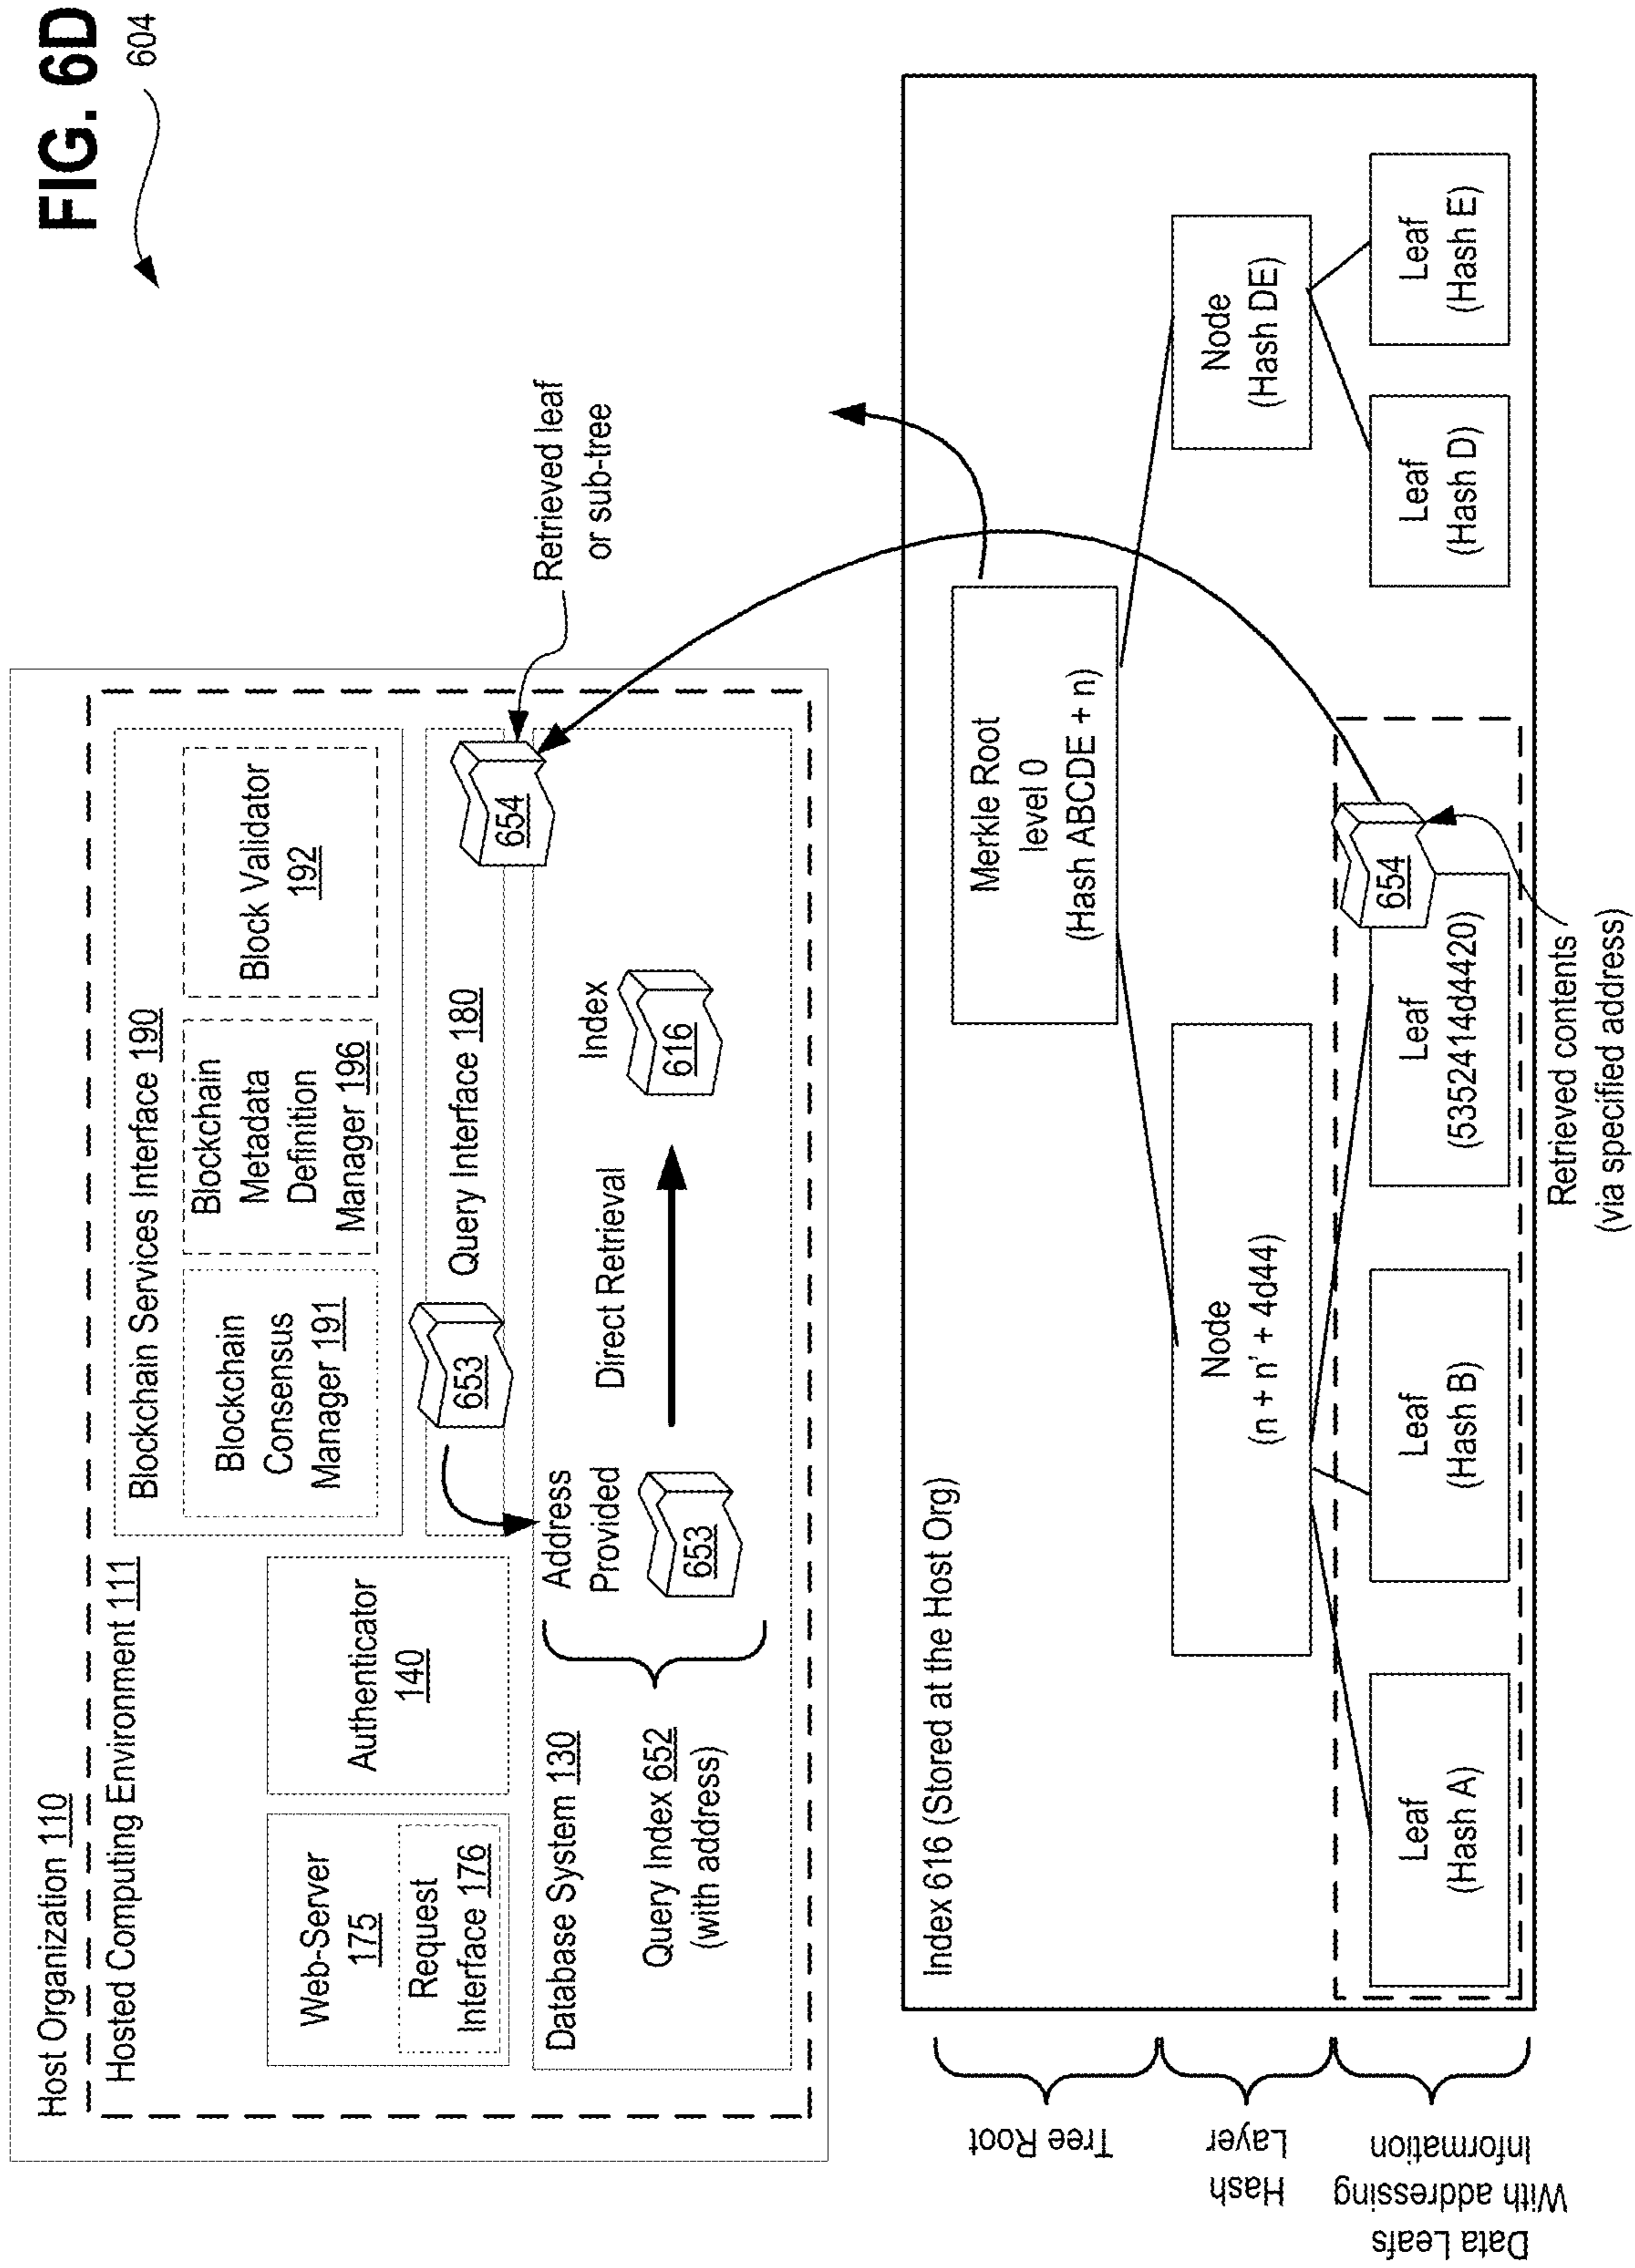 FIG. 6D
604
Host Organization 110
Hosted Computing Environment 111
Web-Server
175
Request
Interface 176
Authenticator
140
Blockchain Services Interface 190
Blockchain
Consensus
Manager 191
Blockchain
Metadata
Definition
Manager 196
Block Validator
192
Query Interface 180
653
654
Retrieved leaf
or sub-tree
Database System 130
Query Index 652
(with address)
Address
Provided
653
Direct Retrieval
Index
616
Index 616 (Stored at the Host Org)
Tree Root
Merkle Root
level 0
(Hash ABCDE + n)
Hash
Layer
Node
(n + n' + 4d44)
Node
(Hash DE)
Data Leafs
With addressing
Information
Leaf
(Hash A)
Leaf
(Hash B)
Leaf
(5352414d4420)
654
Leaf
(Hash D)
Leaf
(Hash E)
Retrieved contents
(via specified address)